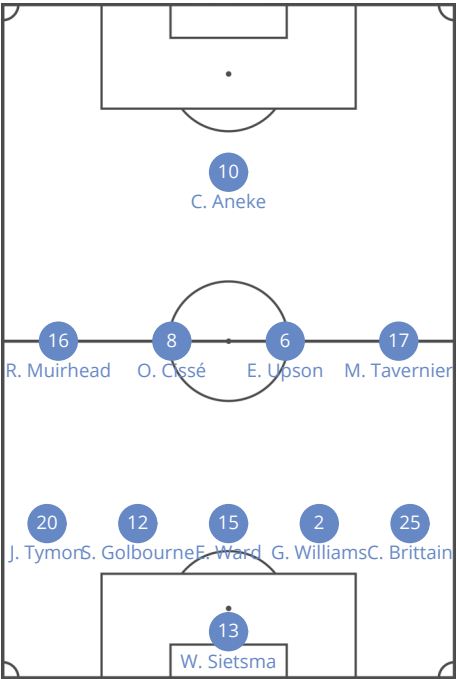 10
C. Aneke
16 8 6 17
R. Muirhead O. Cissé E. Upson M. Tavernier
20 12 15 2 25
J. Tymon S. Golbourne E. Ward G. Williams C. Brittain
13
W. Sietsma